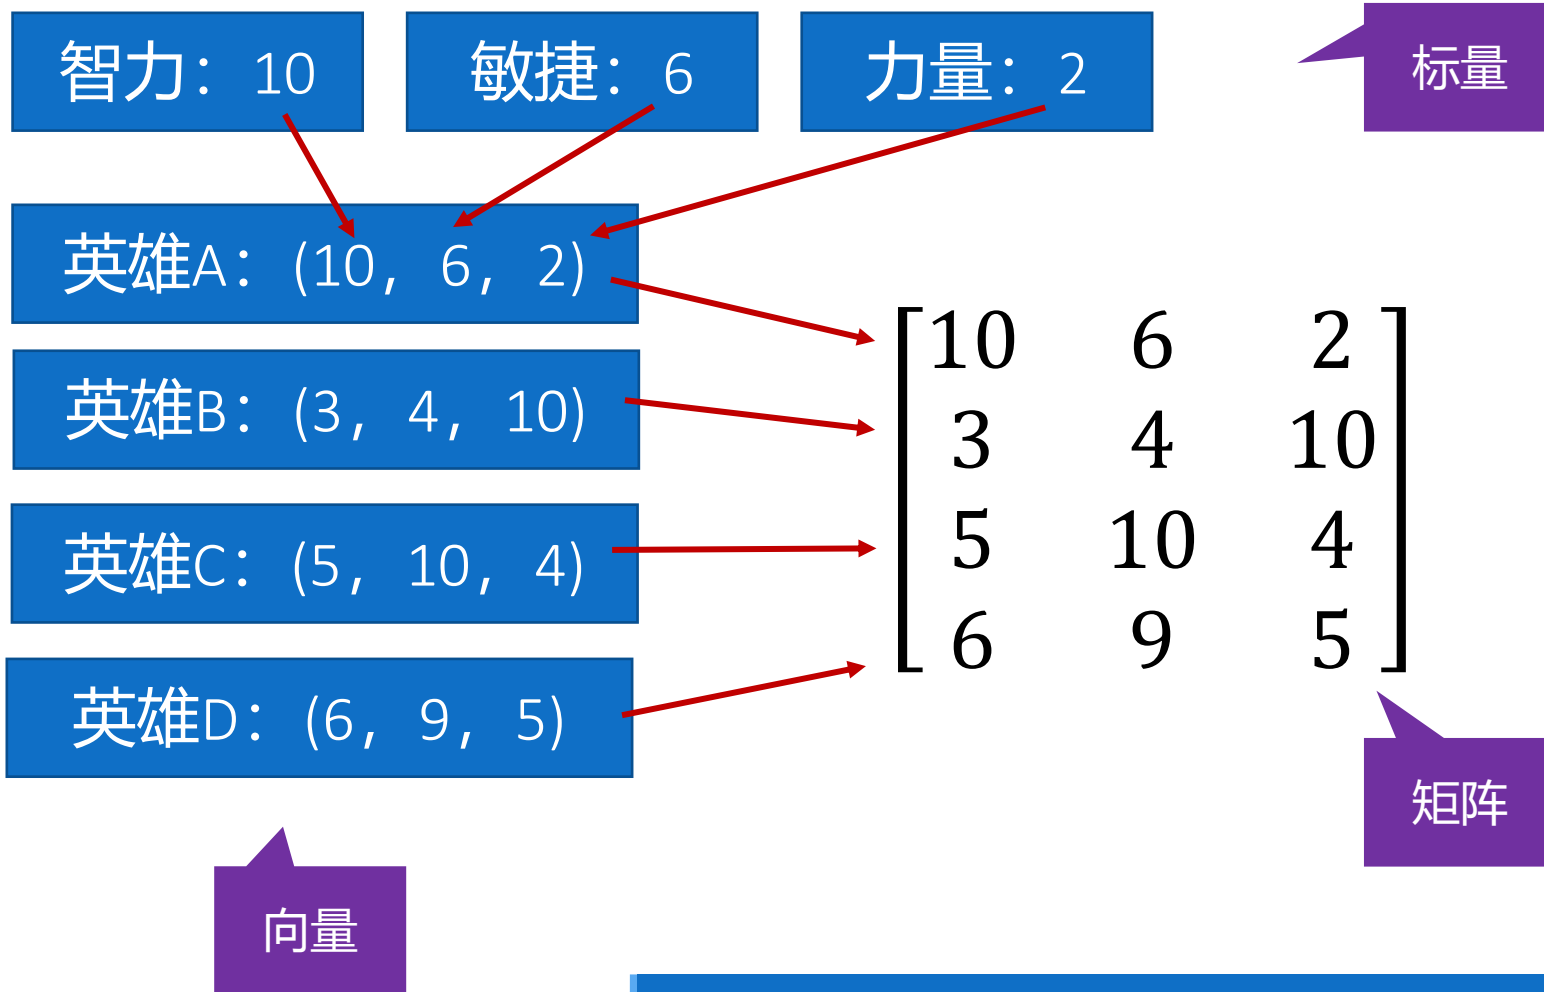 智力：10
敏捷：6
力量：2
标量
英雄A：(10，6，2)
英雄B：(3，4，10)
英雄C：(5，10，4)
英雄D：(6，9，5)
10 6 2
3 4 10
5 10 4
6 9 5
矩阵
向量